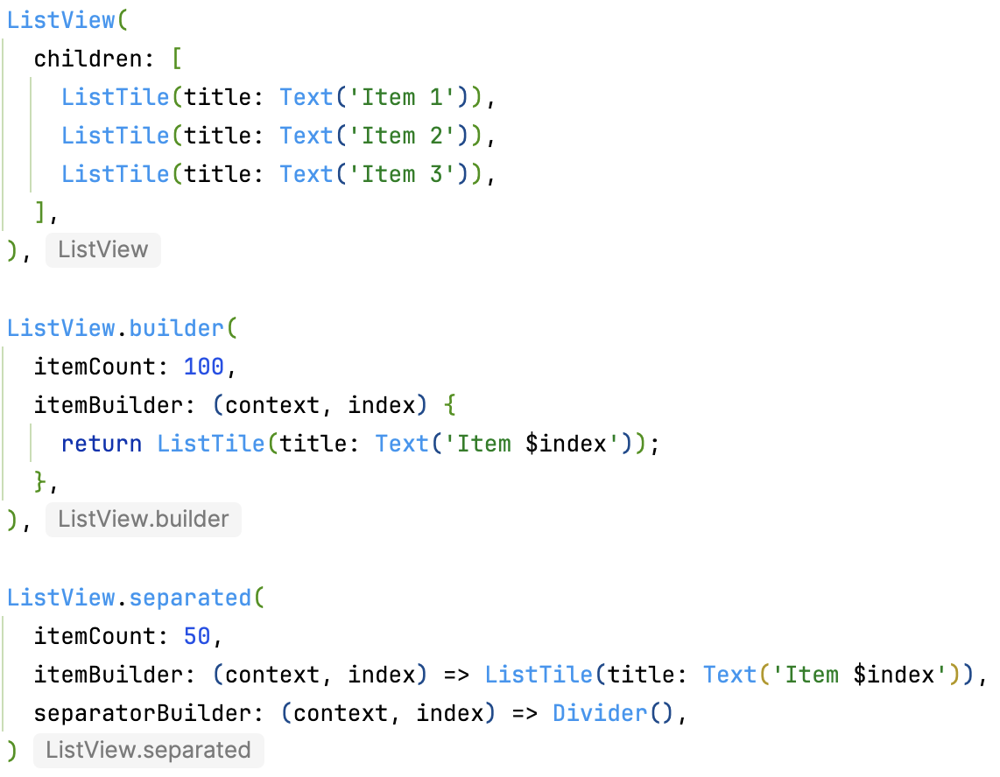 ListView(
  children: [
    ListTile(title: Text('Item 1')),
    ListTile(title: Text('Item 2')),
    ListTile(title: Text('Item 3')),
  ],
), ListView

ListView.builder(
  itemCount: 100,
  itemBuilder: (context, index) {
    return ListTile(title: Text('Item $index'));
  },
), ListView.builder

ListView.separated(
  itemCount: 50,
  itemBuilder: (context, index) => ListTile(title: Text('Item $index')),
  separatorBuilder: (context, index) => Divider(),
) ListView.separated